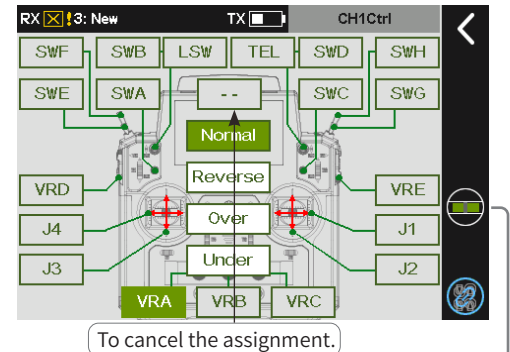 RX !3: New TX CH1Ctrl
SWF SWB LSW TEL SWD SWH
SWE SWA -- SWC SWG
Normal
Reverse
VRD VRE
Over
J4 J1
Under
J3 J2
VRA VRB VRC
To cancel the assignment.